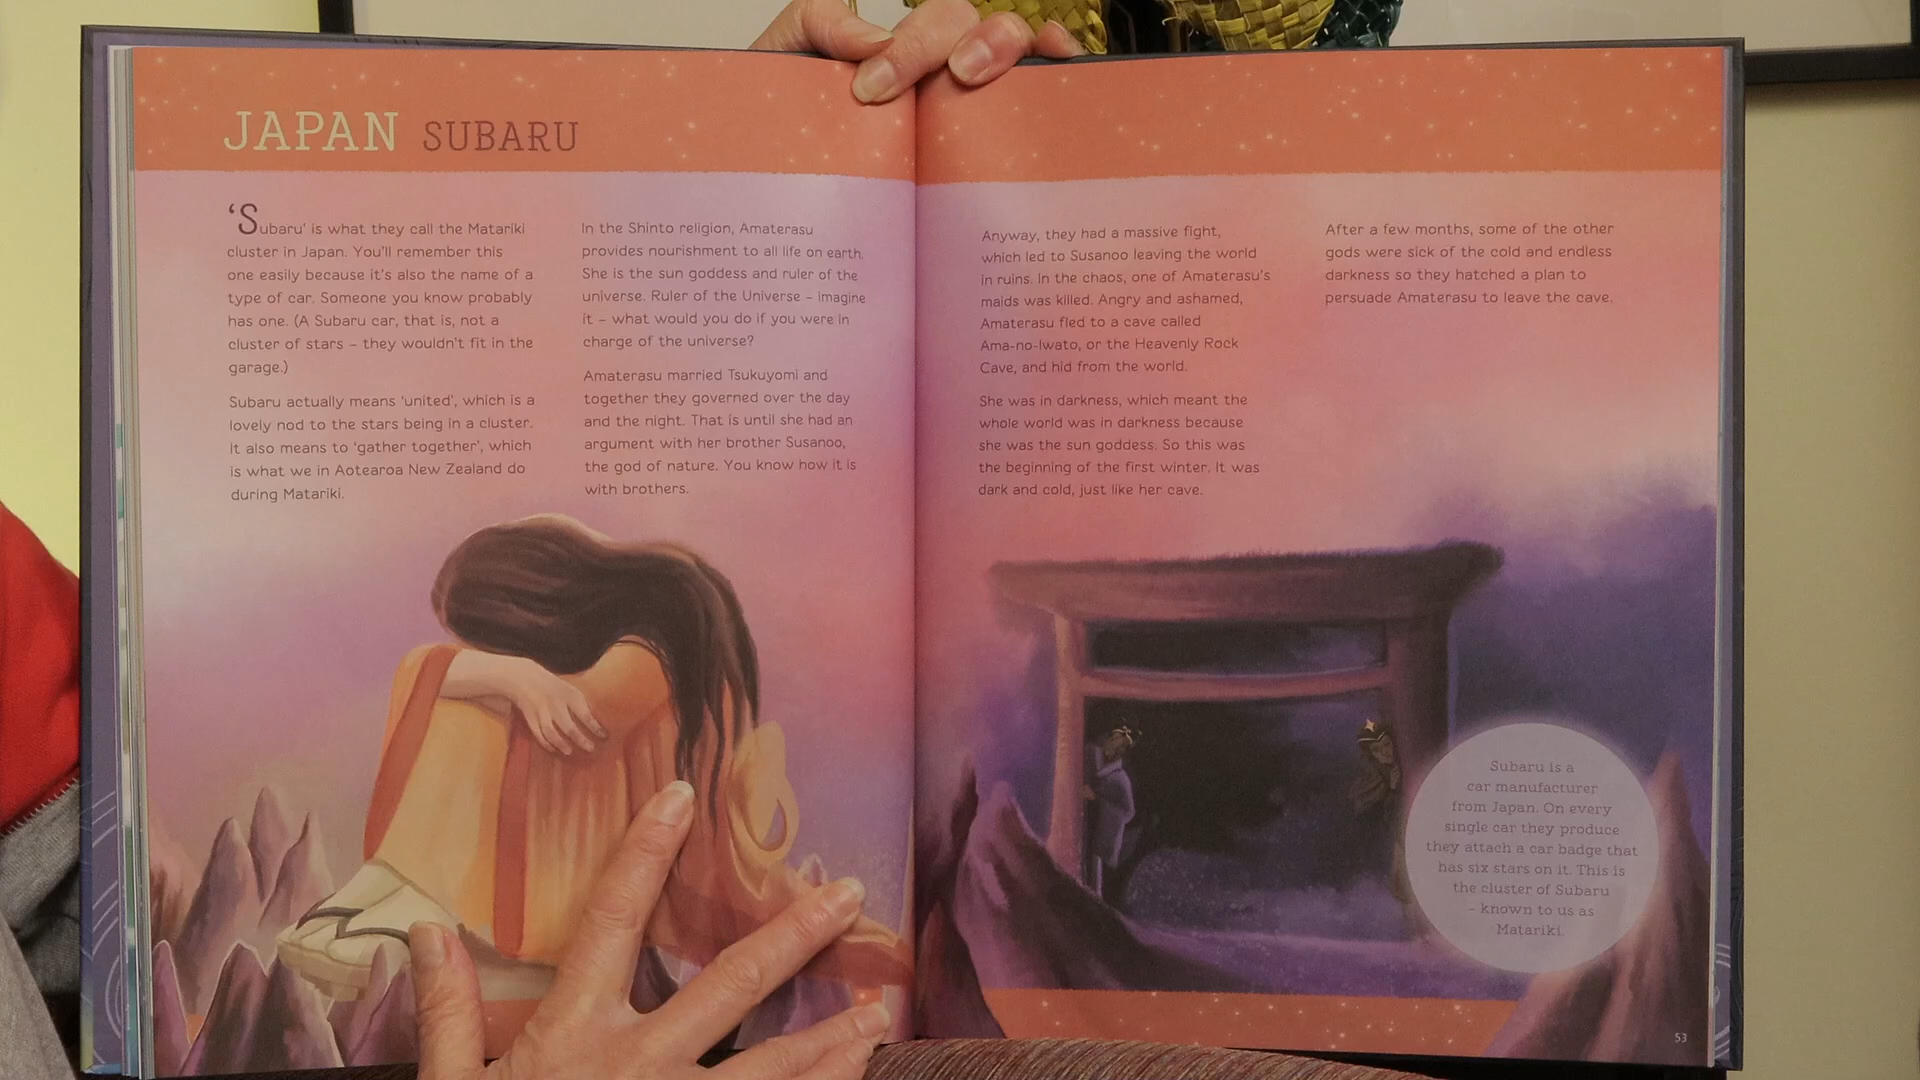 JAPAN SUBARU
‘Subaru’ is what they call the Matariki
cluster in Japan. You’ll remember this
one easily because it’s also the name of a
type of car. Someone you know probably
has one. (A Subaru car, that is, not a
cluster of stars – they wouldn’t fit in the
garage.)
Subaru actually means ‘united’, which is a
lovely nod to the stars being in a cluster.
It also means to ‘gather together’, which
is what we in Aotearoa New Zealand do
during Matariki.
In the Shinto religion, Amaterasu
provides nourishment to all life on earth.
She is the sun goddess and ruler of the
universe. Ruler of the Universe – imagine
it – what would you do if you were in
charge of the universe?
Amaterasu married Tsukuyomi and
together they governed over the day
and the night. That is until she had an
argument with her brother Susanoo,
the god of nature. You know how it is
with brothers.
Anyway, they had a massive fight,
which led to Susanoo leaving the world
in ruins. In the chaos, one of Amaterasu’s
maids was killed. Angry and ashamed,
Amaterasu fled to a cave called
Ama-no-Iwato, or the Heavenly Rock
Cave, and hid from the world.
She was in darkness, which meant the
whole world was in darkness because
she was the sun goddess. So this was
the beginning of the first winter. It was
dark and cold, just like her cave.
After a few months, some of the other
gods were sick of the cold and endless
darkness so they hatched a plan to
persuade Amaterasu to leave the cave.
Subaru is a
car manufacturer
from Japan. On every
single car they produce
they attach a car badge that
has six stars on it. This is
the cluster of Subaru
– known to us as
Matariki.
53